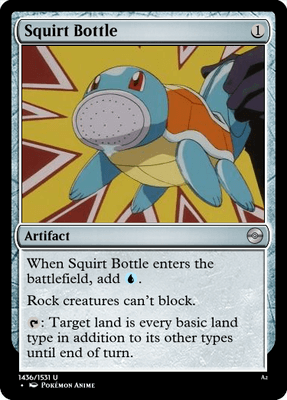 Squirt Bottle 1
Artifact
When Squirt Bottle enters the
battlefield, add .
Rock creatures can't block.
: Target land is every basic land
type in addition to its other types
until end of turn.
1436/1531 U
• Pokémon Anime Az